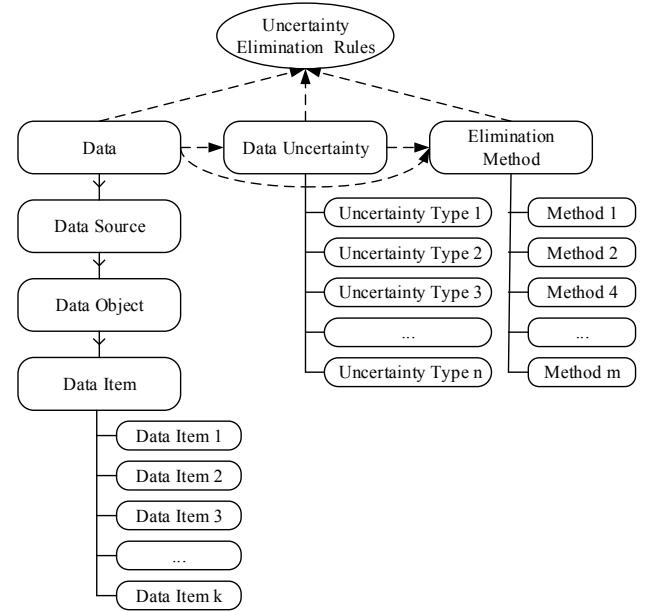 Uncertainty
Elimination Rules
Data
Data Uncertainty
Elimination
Method
Data Source
Data Object
Data Item
Data Item 1
Data Item 2
Data Item 3
...
Data Item k
Uncertainty Type 1
Uncertainty Type 2
Uncertainty Type 3
...
Uncertainty Type n
Method 1
Method 2
Method 4
...
Method m